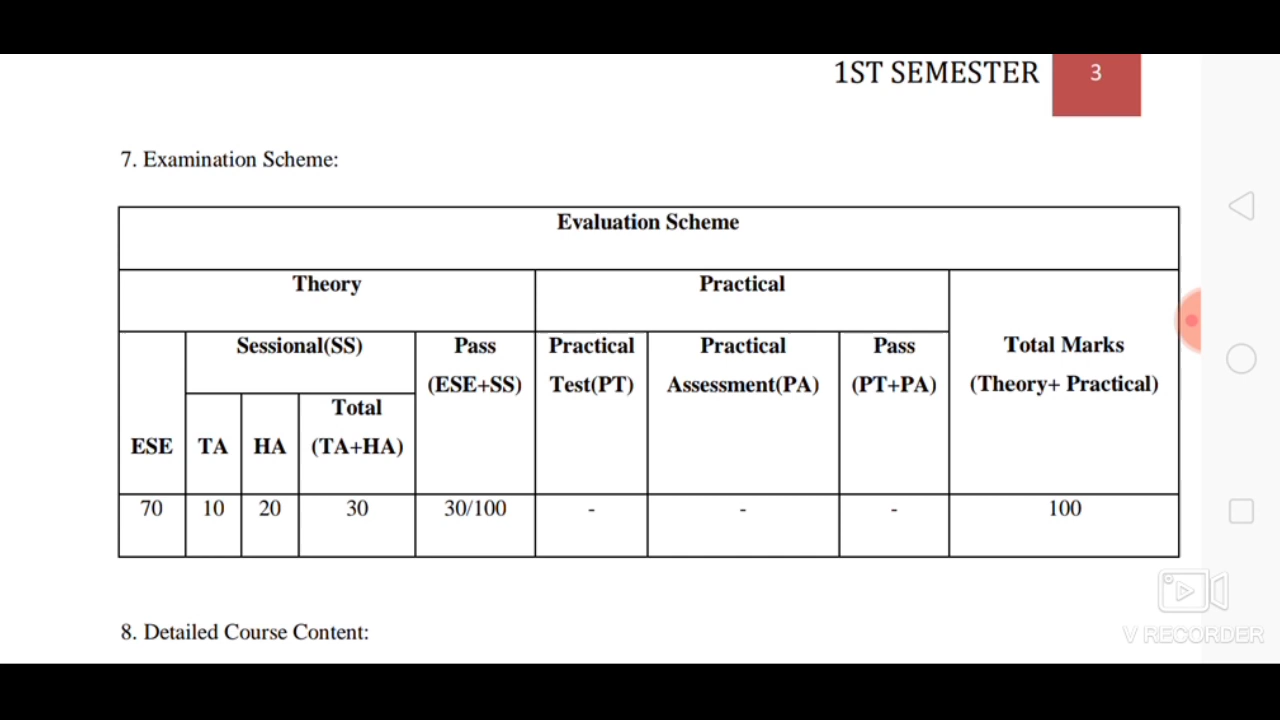 1ST SEMESTER 3
7. Examination Scheme:
Evaluation Scheme
Theory Practical
Sessional(SS) Pass Practical Practical Pass Total Marks
(ESE+SS) Test(PT) Assessment(PA) (PT+PA) (Theory+ Practical)
Total
ESE TA HA (TA+HA)
70 10 20 30 30/100 - - - 100
8. Detailed Course Content:
V RECORDER